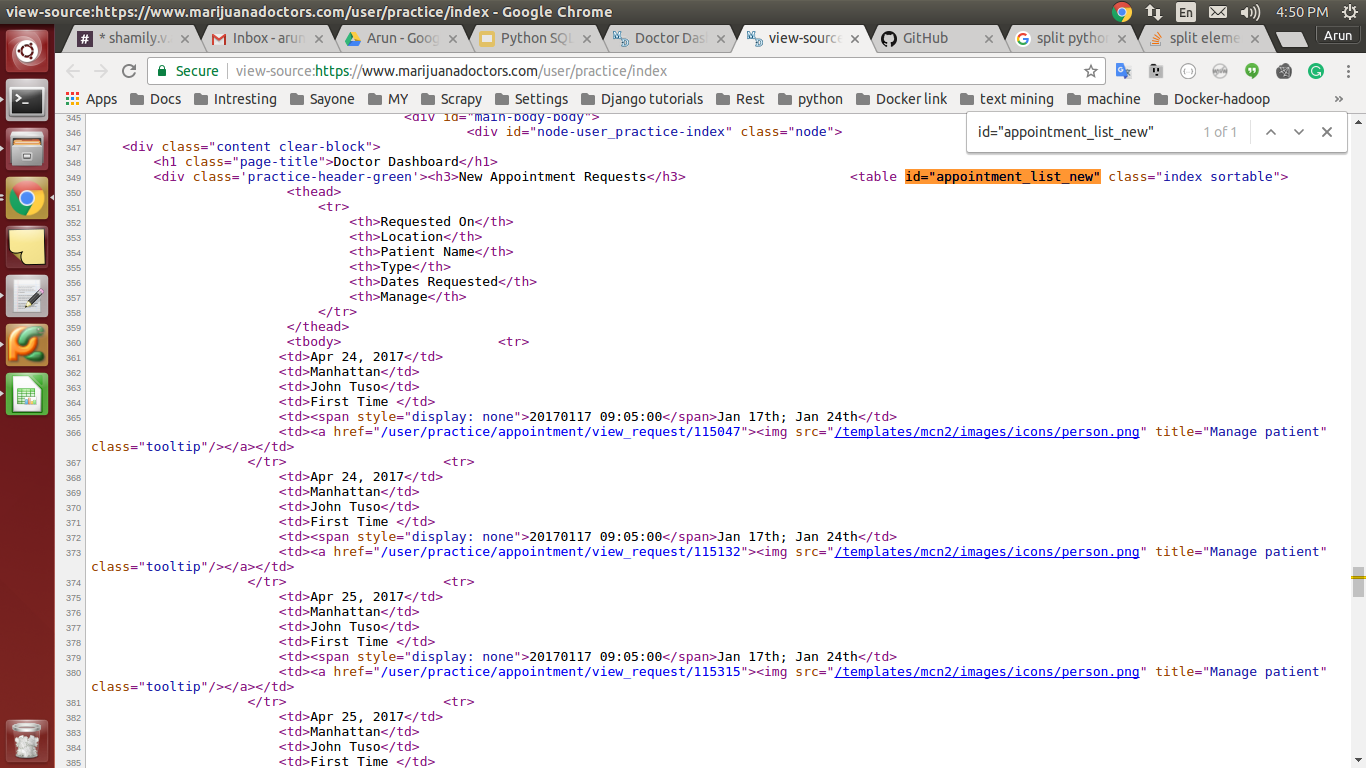 view-source:https://www.marijuanadoctors.com/user/practice/index - Google Chrome
En
4:50 PM
* shamily.v
Inbox - arun
Arun - Goog
Python SQL
Doctor Das
view-source
GitHub
split pytho
split eleme
Arun
Secure
view-source:https://www.marijuanadoctors.com/user/practice/index
Apps
Docs
Intresting
Sayone
MY
Scrapy
Settings
Django tutorials
Rest
python
Docker link
text mining
machine
Docker-hadoop
»
id="appointment_list_new"
1 of 1
345 <div id="main-body-body">
346 <div id="node-user_practice-index" class="node">
347 <div class="content clear-block">
348 <h1 class="page-title">Doctor Dashboard</h1>
349 <div class='practice-header-green'><h3>New Appointment Requests</h3> <table id="appointment_list_new" class="index sortable">
350 <thead>
351 <tr>
352 <th>Requested On</th>
353 <th>Location</th>
354 <th>Patient Name</th>
355 <th>Type</th>
356 <th>Dates Requested</th>
357 <th>Manage</th>
358 </tr>
359 </thead>
360 <tbody> <tr>
361 <td>Apr 24, 2017</td>
362 <td>Manhattan</td>
363 <td>John Tuso</td>
364 <td>First Time </td>
365 <td><span style="display: none">20170117 09:05:00</span>Jan 17th; Jan 24th</td>
366 <td><a href="/user/practice/appointment/view_request/115047"><img src="/templates/mcn2/images/icons/person.png" title="Manage patient"
class="tooltip"/></a></td>
367 </tr> <tr>
368 <td>Apr 24, 2017</td>
369 <td>Manhattan</td>
370 <td>John Tuso</td>
371 <td>First Time </td>
372 <td><span style="display: none">20170117 09:05:00</span>Jan 17th; Jan 24th</td>
373 <td><a href="/user/practice/appointment/view_request/115132"><img src="/templates/mcn2/images/icons/person.png" title="Manage patient"
class="tooltip"/></a></td>
374 </tr> <tr>
375 <td>Apr 25, 2017</td>
376 <td>Manhattan</td>
377 <td>John Tuso</td>
378 <td>First Time </td>
379 <td><span style="display: none">20170117 09:05:00</span>Jan 17th; Jan 24th</td>
380 <td><a href="/user/practice/appointment/view_request/115315"><img src="/templates/mcn2/images/icons/person.png" title="Manage patient"
class="tooltip"/></a></td>
381 </tr> <tr>
382 <td>Apr 25, 2017</td>
383 <td>Manhattan</td>
384 <td>John Tuso</td>
385 <td>First Time </td>